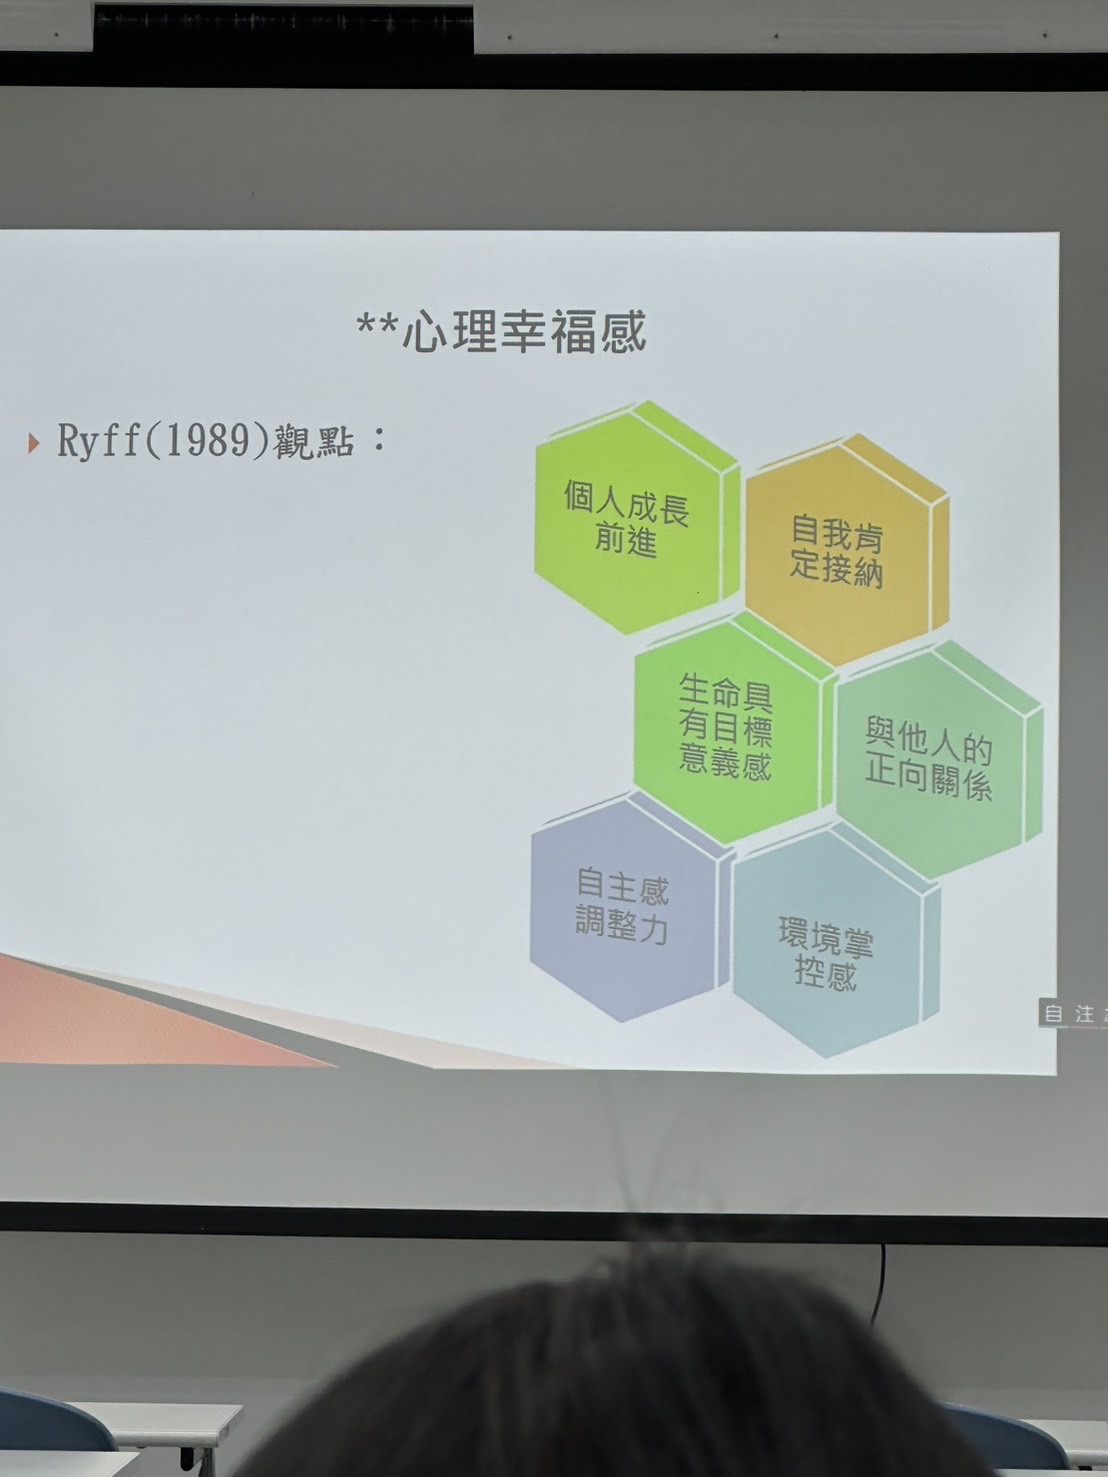 **心理幸福感
Ryff(1989)觀點：
個人成長
前進
自我肯
定接納
生命具
有目標
意義感
與他人的
正向關係
自主感
調整力
環境掌
控感
自 注